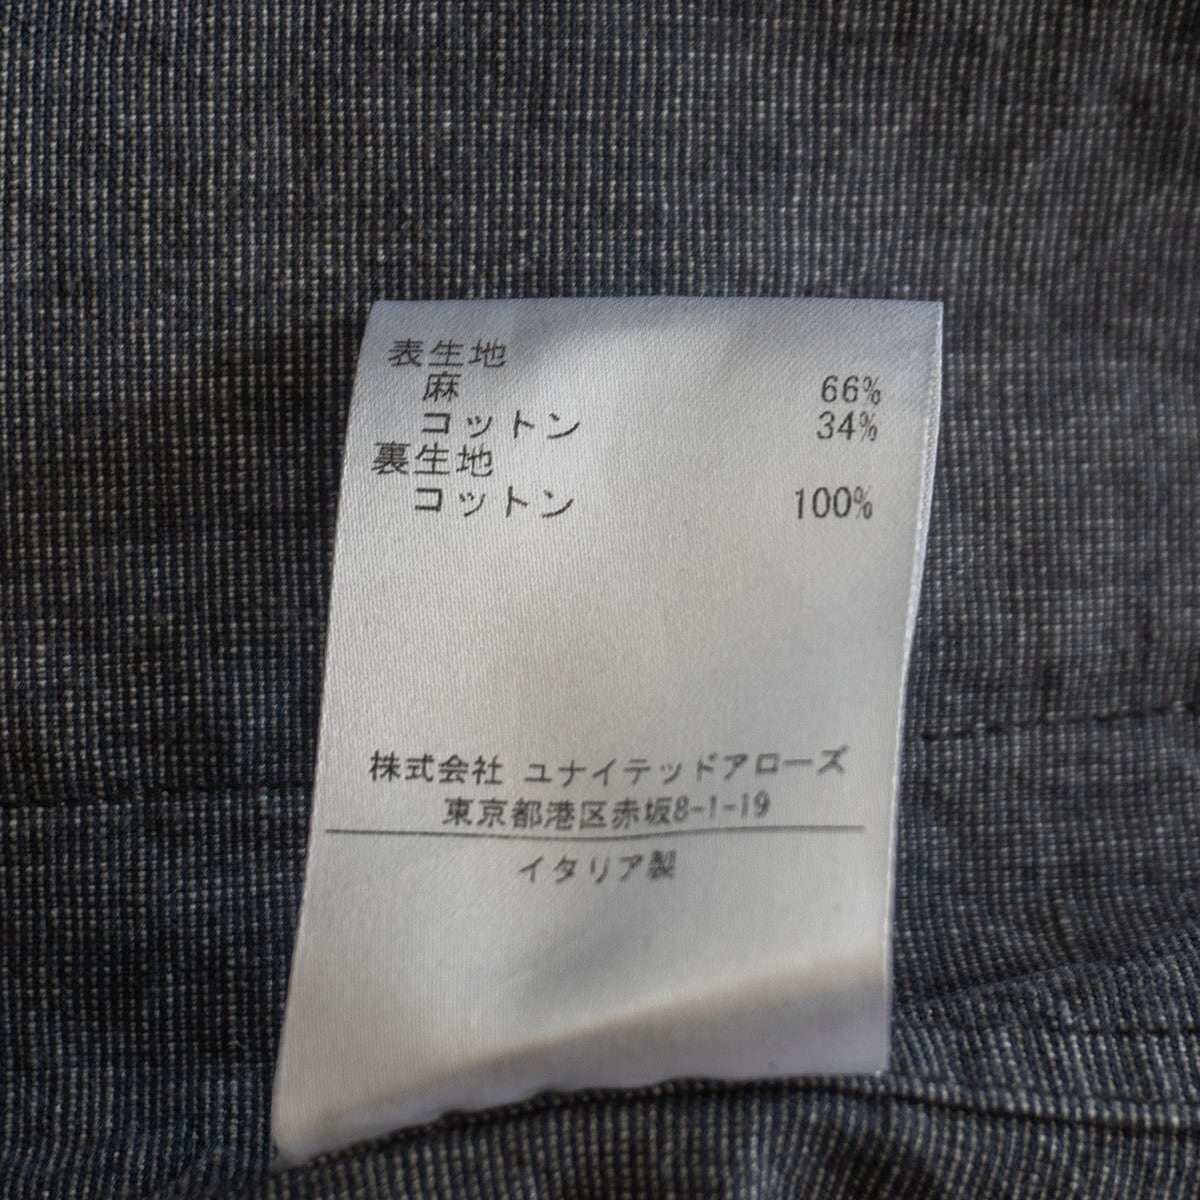 表生地
麻 66%
コットン 34%
裏生地
コットン 100%
株式会社 ユナイテッドアローズ
東京都港区赤坂8-1-19
イタリア製